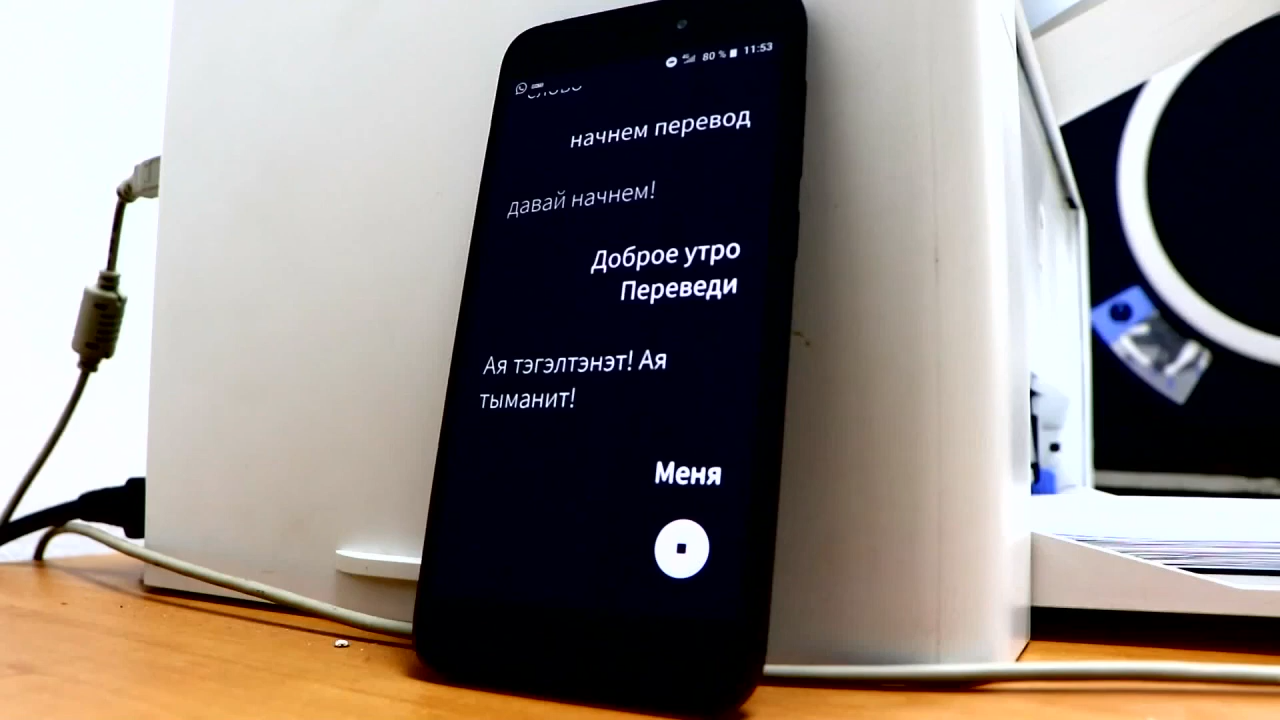 80 % 11:53
начнем перевод
давай начнем!
Доброе утро
Переведи
Ая тэгэлтэнэт! Ая
тыманит!
Меня